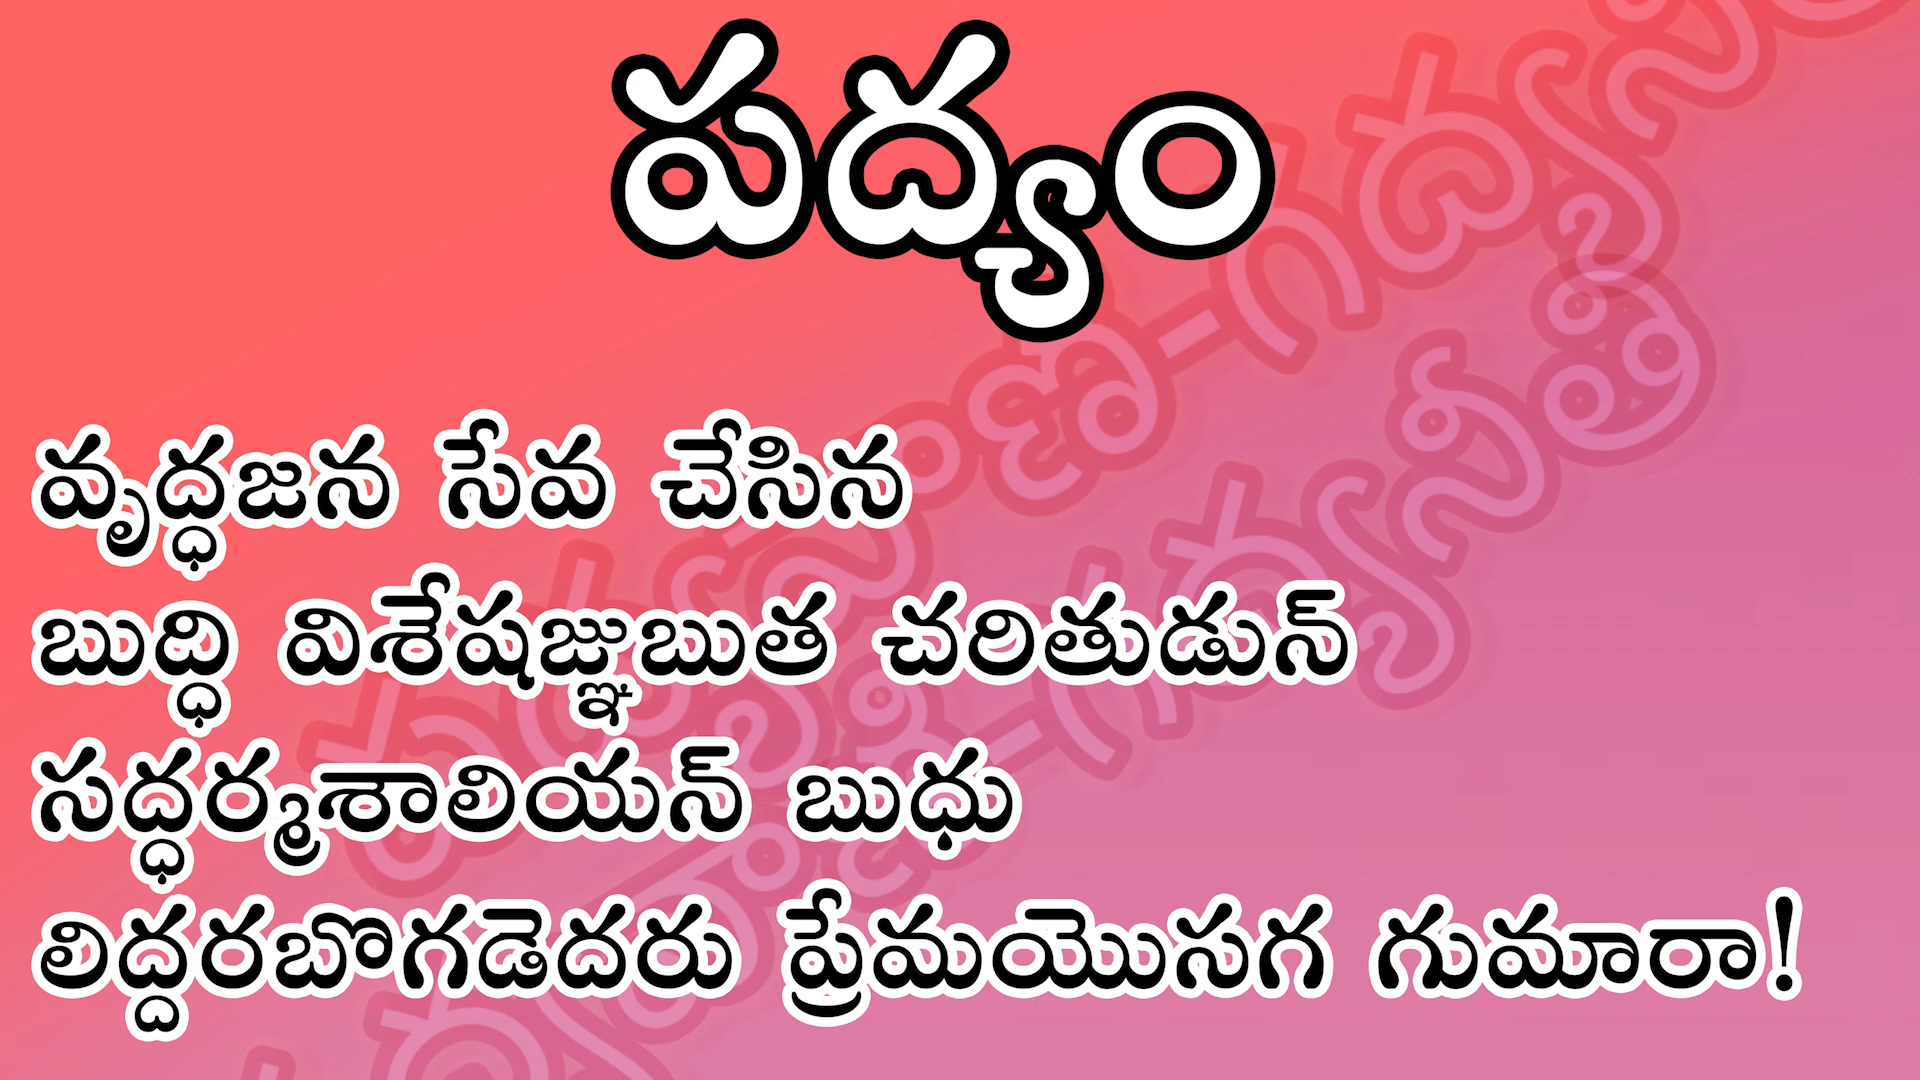 పద్యం
వృద్ధజన సేవ చేసిన
బుద్ధి విశేషజ్ఞుబుత చరితుడున్
సద్ధర్మశాలియన్ బుధు
లిద్దరబొగడెదరు ప్రేమయొసగ గుమారా!